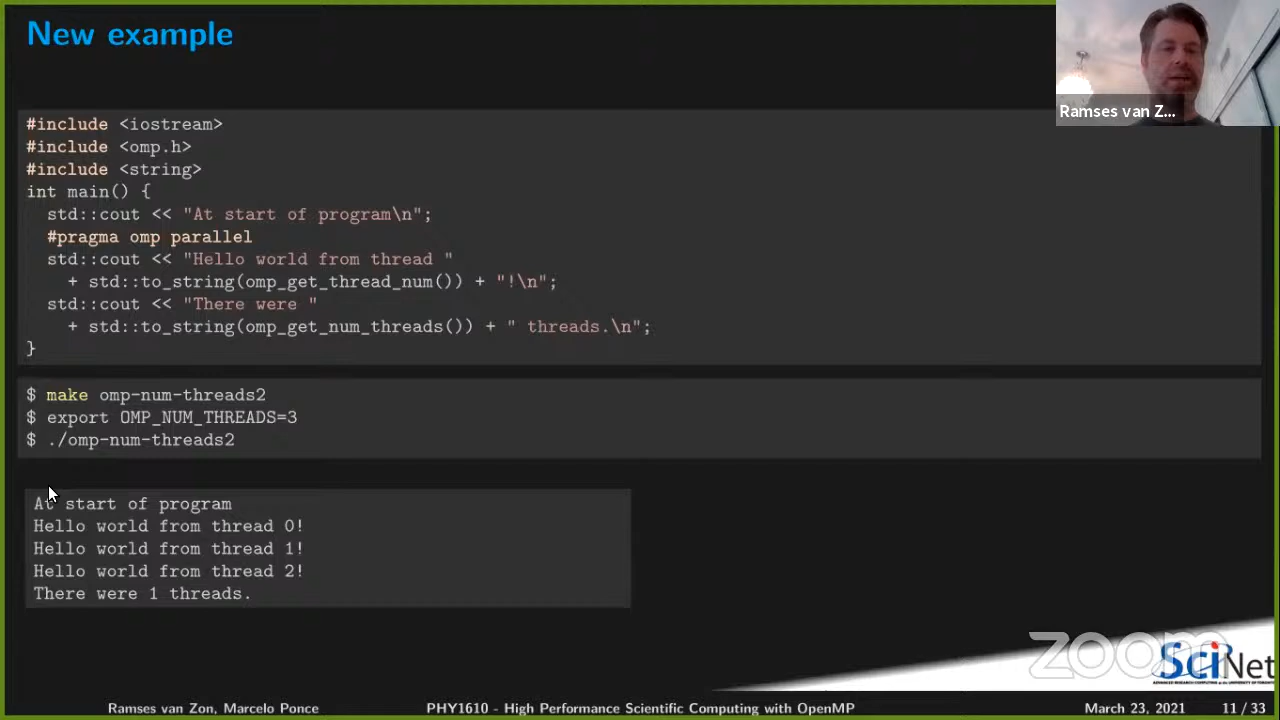 New example
Ramses van Z...
#include <iostream>
#include <omp.h>
#include <string>
int main() {
std::cout << "At start of program\n";
#pragma omp parallel
std::cout << "Hello world from thread "
+ std::to_string(omp_get_thread_num()) + "!\n";
std::cout << "There were "
+ std::to_string(omp_get_num_threads()) + " threads.\n";
}
$ make omp-num-threads2
$ export OMP_NUM_THREADS=3
$ ./omp-num-threads2
At start of program
Hello world from thread 0!
Hello world from thread 1!
Hello world from thread 2!
There were 1 threads.
zoom
SciNet
Ramses van Zon, Marcelo Ponce
PHY1610 - High Performance Scientific Computing with OpenMP
March 23, 2021
11 / 33